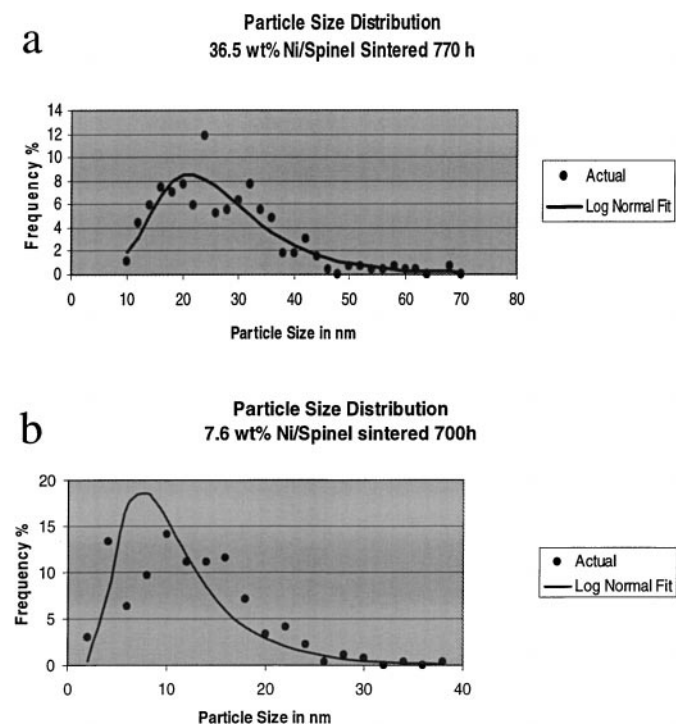 a
Particle Size Distribution
36.5 wt% Ni/Spinel Sintered 770 h
Frequency %
14
12
10
8
6
4
2
0
0 10 20 30 40 50 60 70 80
Particle Size in nm
Actual
Log Normal Fit
b
Particle Size Distribution
7.6 wt% Ni/Spinel sintered 700h
Frequency %
20
15
10
5
0
0 10 20 30 40
Particle Size in nm
Actual
Log Normal Fit